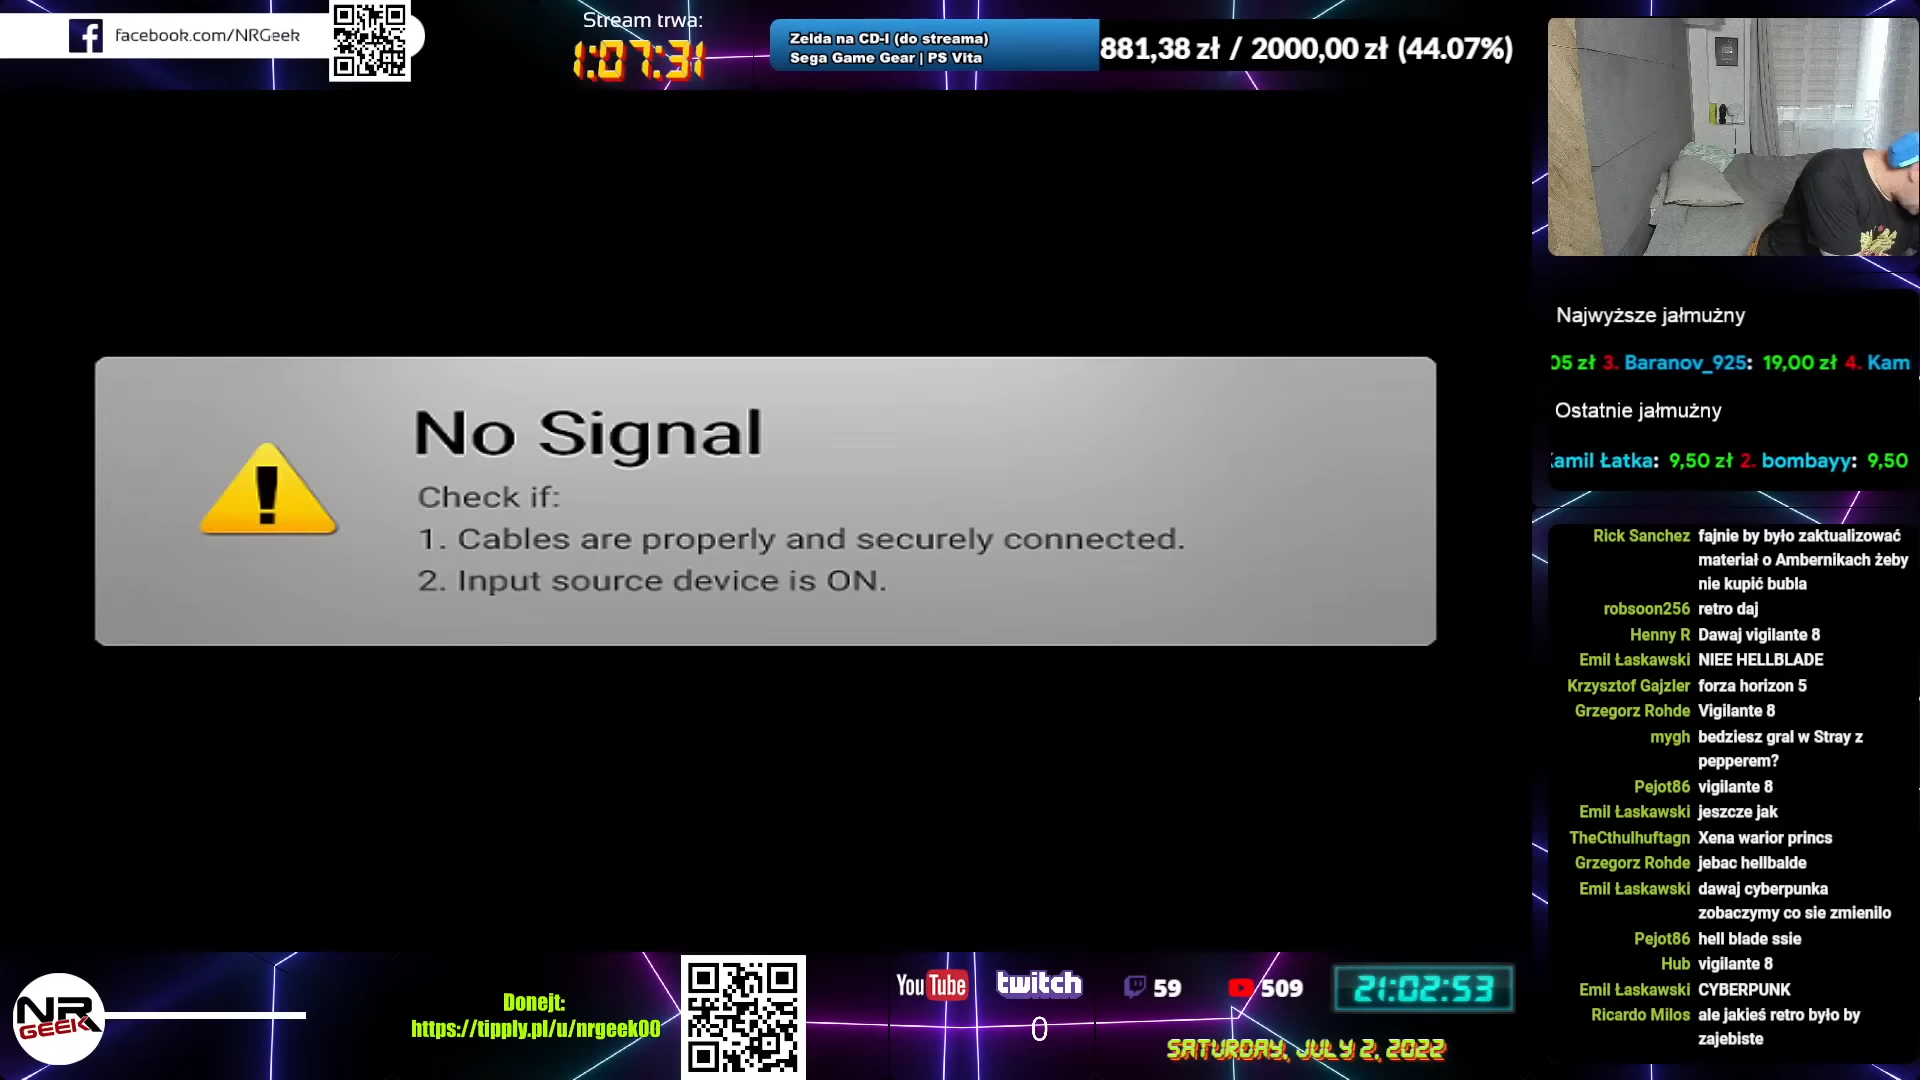 facebook.com/NRGeek
Stream trwa:
1:07:31
Zelda na CD-I (do streama)
Sega Game Gear | PS Vita
881,38 zł / 2000,00 zł (44.07%)
Najwyższe jałmużny
05 zł 3. Baranov_925: 19,00 zł 4. Kam
Ostatnie jałmużny
Kamil Łatka: 9,50 zł 2. bombayy: 9,50
No Signal
Check if:
1. Cables are properly and securely connected.
2. Input source device is ON.
Rick Sanchez fajnie by było zaktualizować
materiał o Ambernikach żeby
nie kupić bubla
robsoon256 retro daj
Henny R Dawaj vigilante 8
Emil Łaskawski NIEE HELLBLADE
Krzysztof Gajzler forza horizon 5
Grzegorz Rohde Vigilante 8
mygh bedziesz gral w Stray z
pepperem?
Pejot86 vigilante 8
Emil Łaskawski jeszcze jak
TheCthulhuftagn Xena warior princs
Grzegorz Rohde jebac hellbalde
Emil Łaskawski dawaj cyberpunka
zobaczymy co sie zmienilo
Pejot86 hell blade ssie
Hub vigilante 8
Emil Łaskawski CYBERPUNK
Ricardo Milos ale jakieś retro było by
zajebiste
NR
GEEK
Donejt:
https://tipply.pl/u/nrgeek00
YouTube
twitch
59
509
0
21:02:53
SATURDAY, JULY 2, 2022